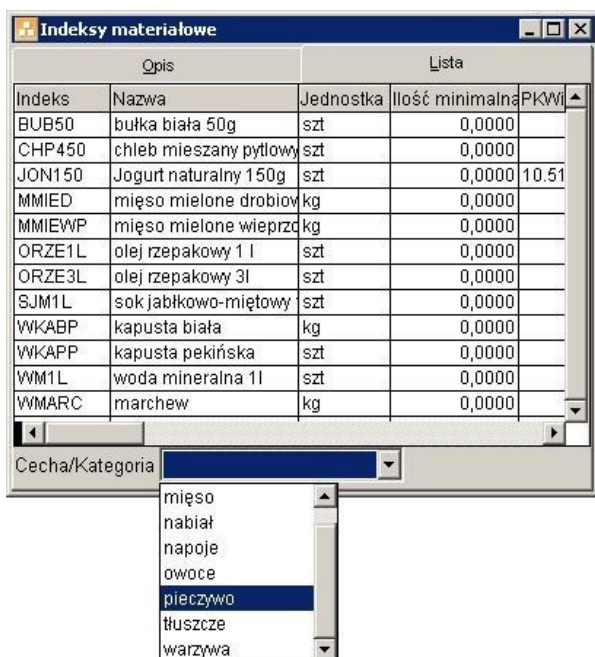 Indeksy materiałowe
Opis Lista
Indeks Nazwa Jednostka Ilość minimalna PKWi
BUB50 bułka biała 50g szt 0,0000
CHP450 chleb mieszany pytlowy szt 0,0000
JON150 Jogurt naturalny 150g szt 0,0000 10.51
MMIED mięso mielone drobiow kg 0,0000
MMIEWP mięso mielone wieprzo kg 0,0000
ORZE1L olej rzepakowy 1 l szt 0,0000
ORZE3L olej rzepakowy 3l szt 0,0000
SJM1L sok jabłkowo-miętowy szt 0,0000
WKABP kapusta biała kg 0,0000
WKAPP kapusta pekińska szt 0,0000
WM1L woda mineralna 1l szt 0,0000
WMARC marchew kg 0,0000
Cecha/Kategoria
mięso
nabiał
napoje
owoce
pieczywo
tłuszcze
warzywa